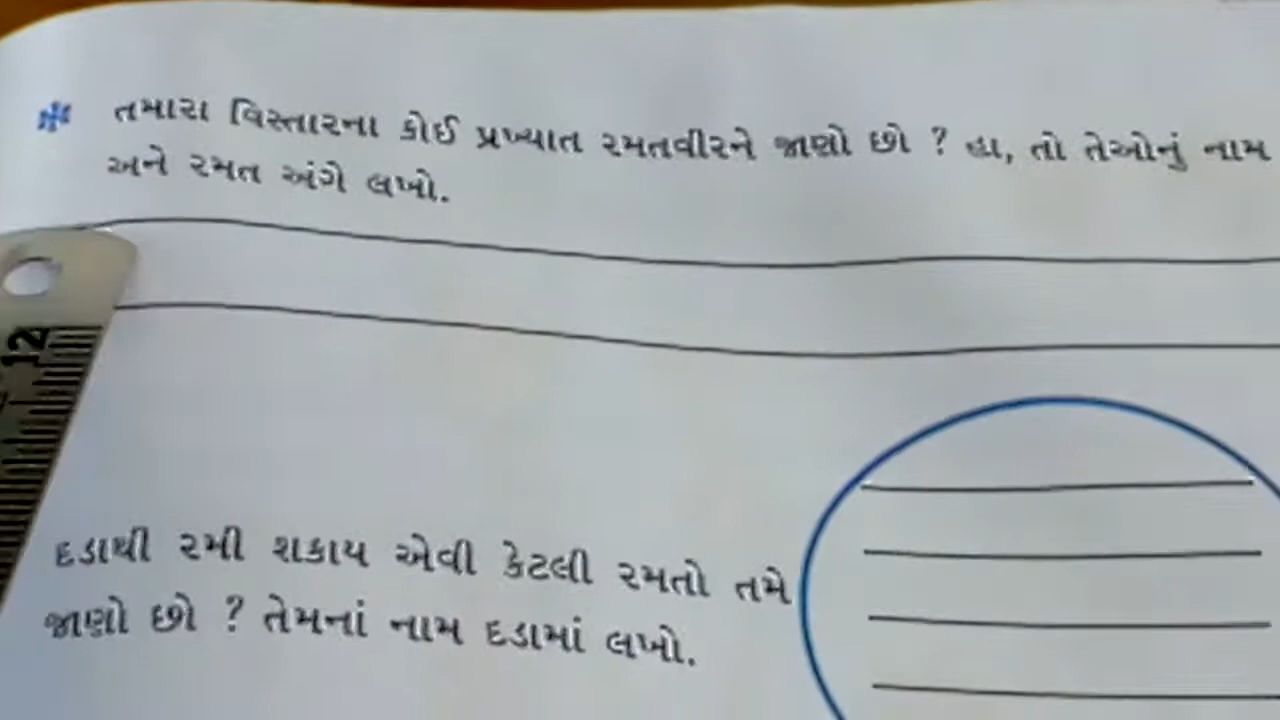 તમારા વિસ્તારના કોઈ પ્રખ્યાત રમતવીરને જાણો છો ? હા, તો તેઓનું નામ
અને રમત અંગે લખો.
12
દડાથી રમી શકાય એવી કેટલી રમતો તમે
જાણો છો ? તેમનાં નામ દડામાં લખો.